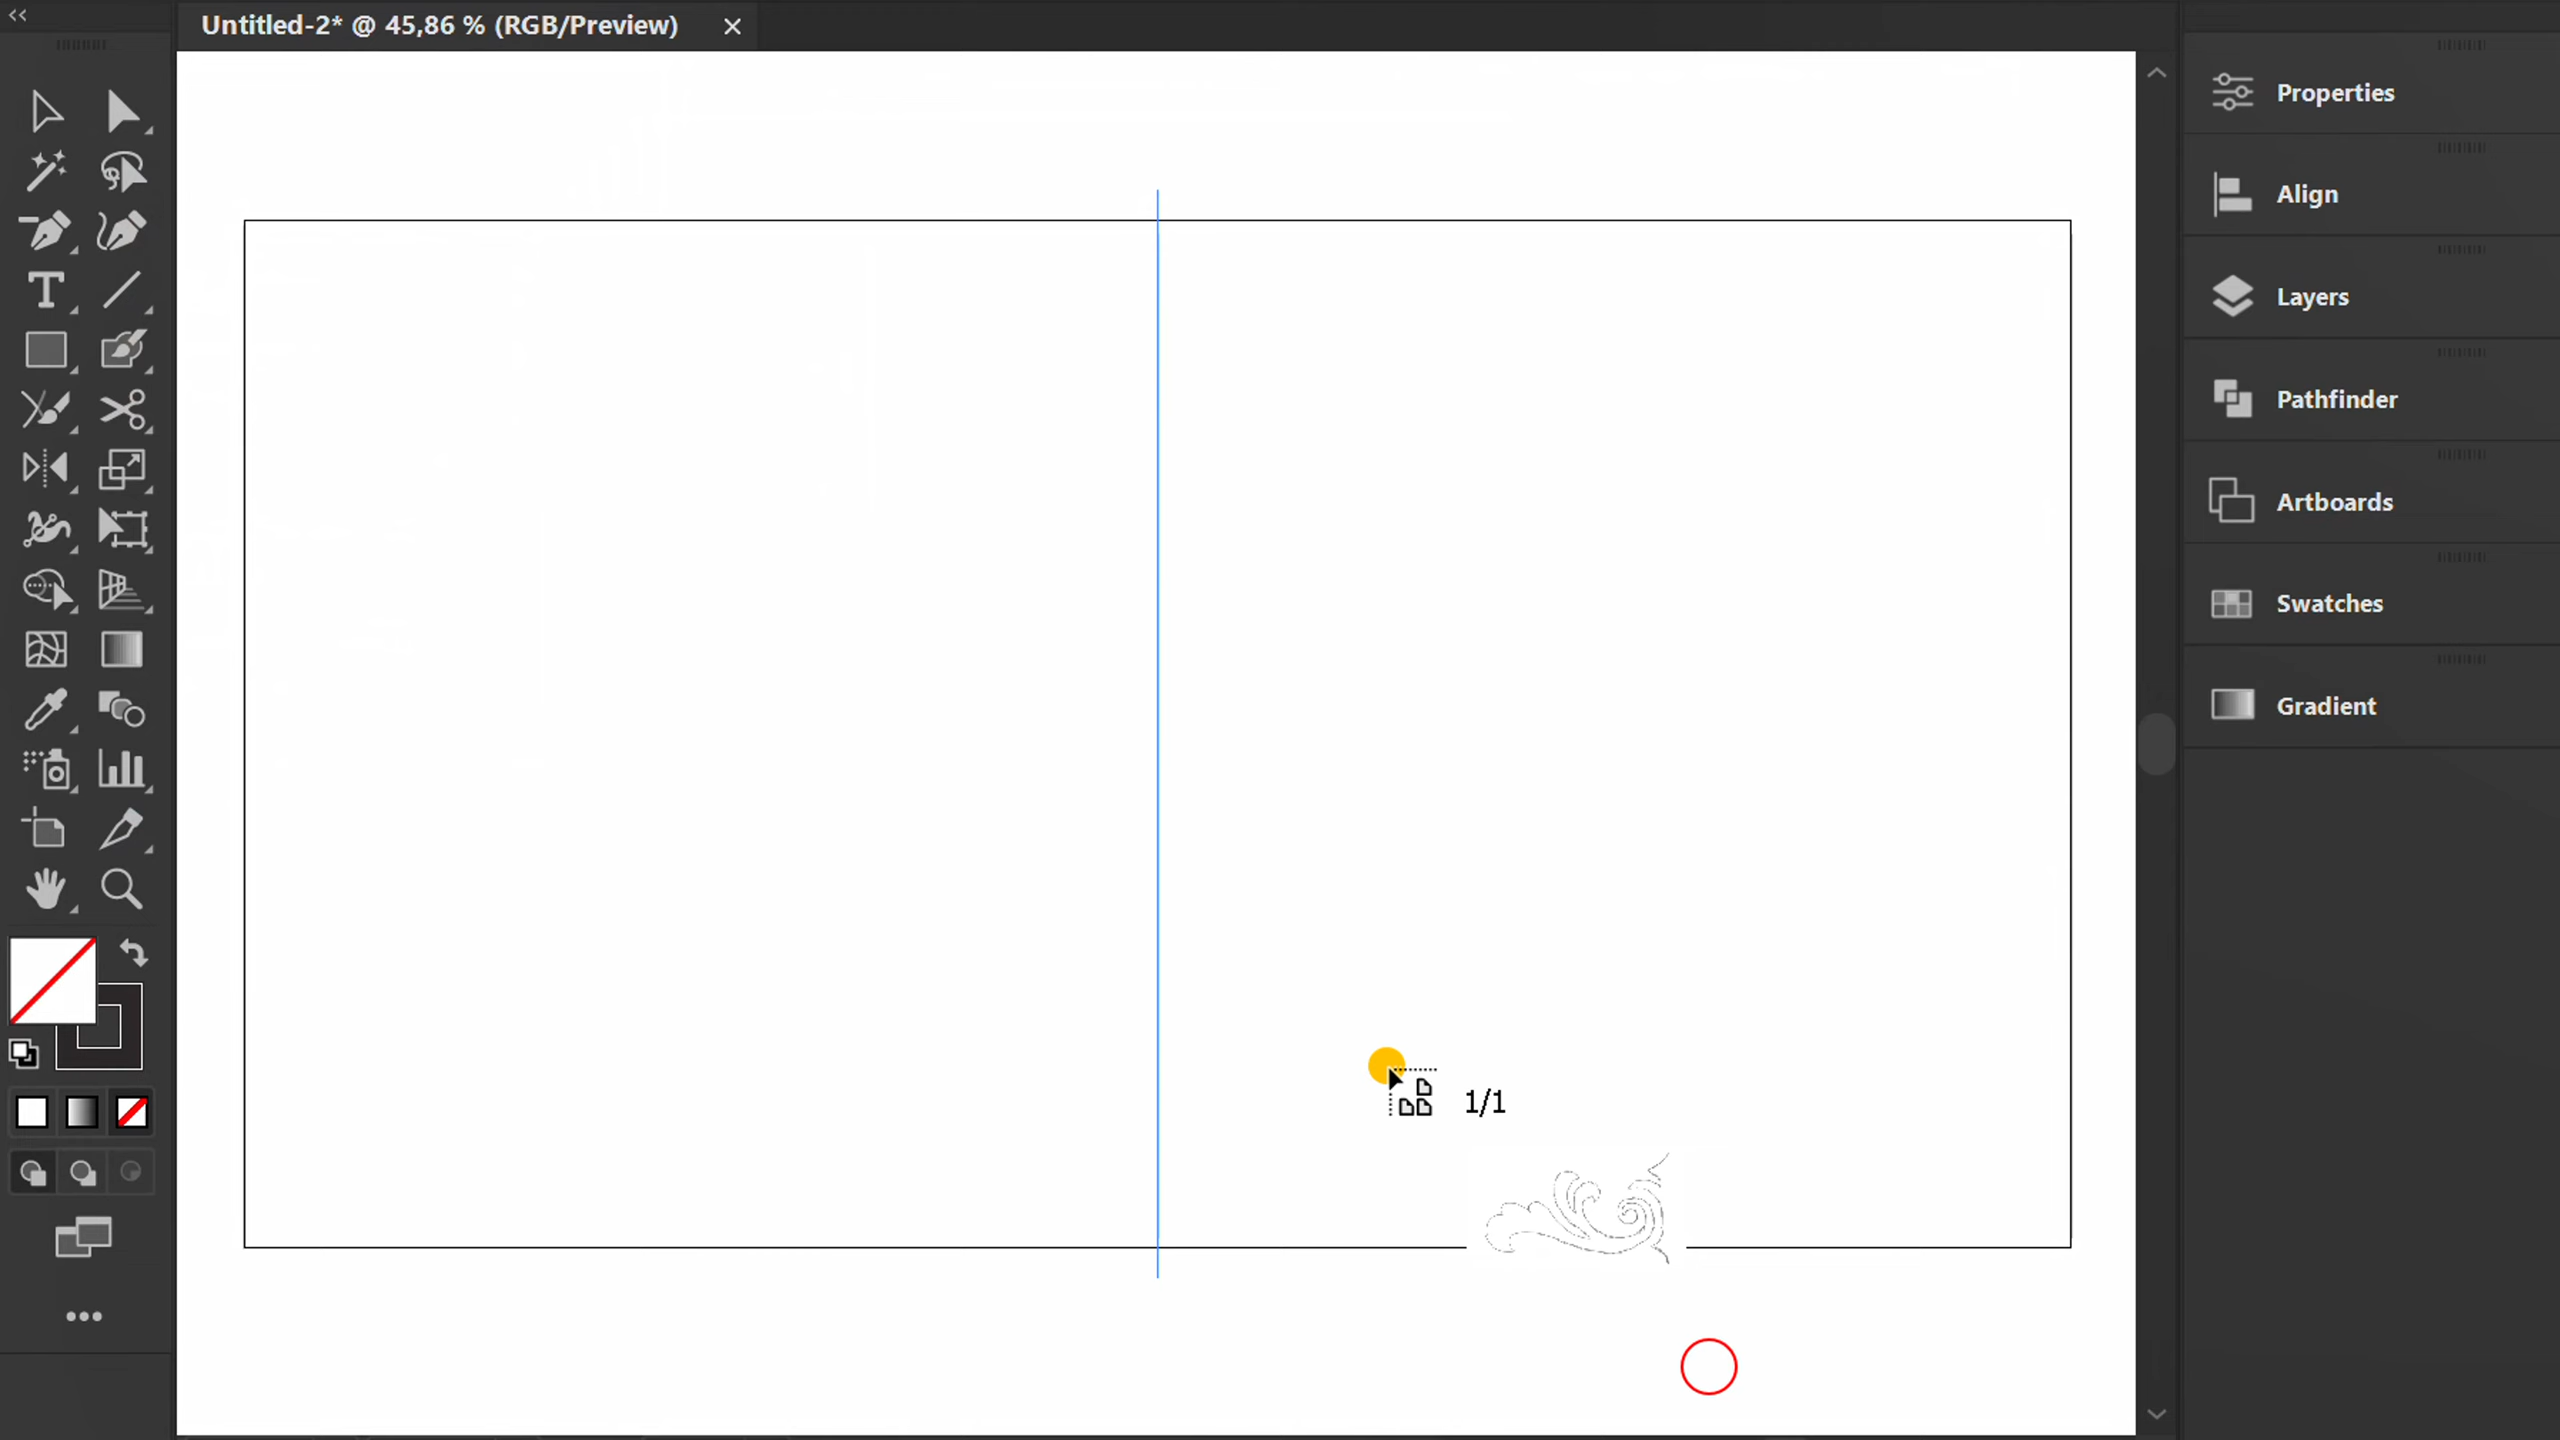 Untitled-2* @ 45,86 % (RGB/Preview)
Properties
Align
Layers
Pathfinder
Artboards
Swatches
Gradient
1/1